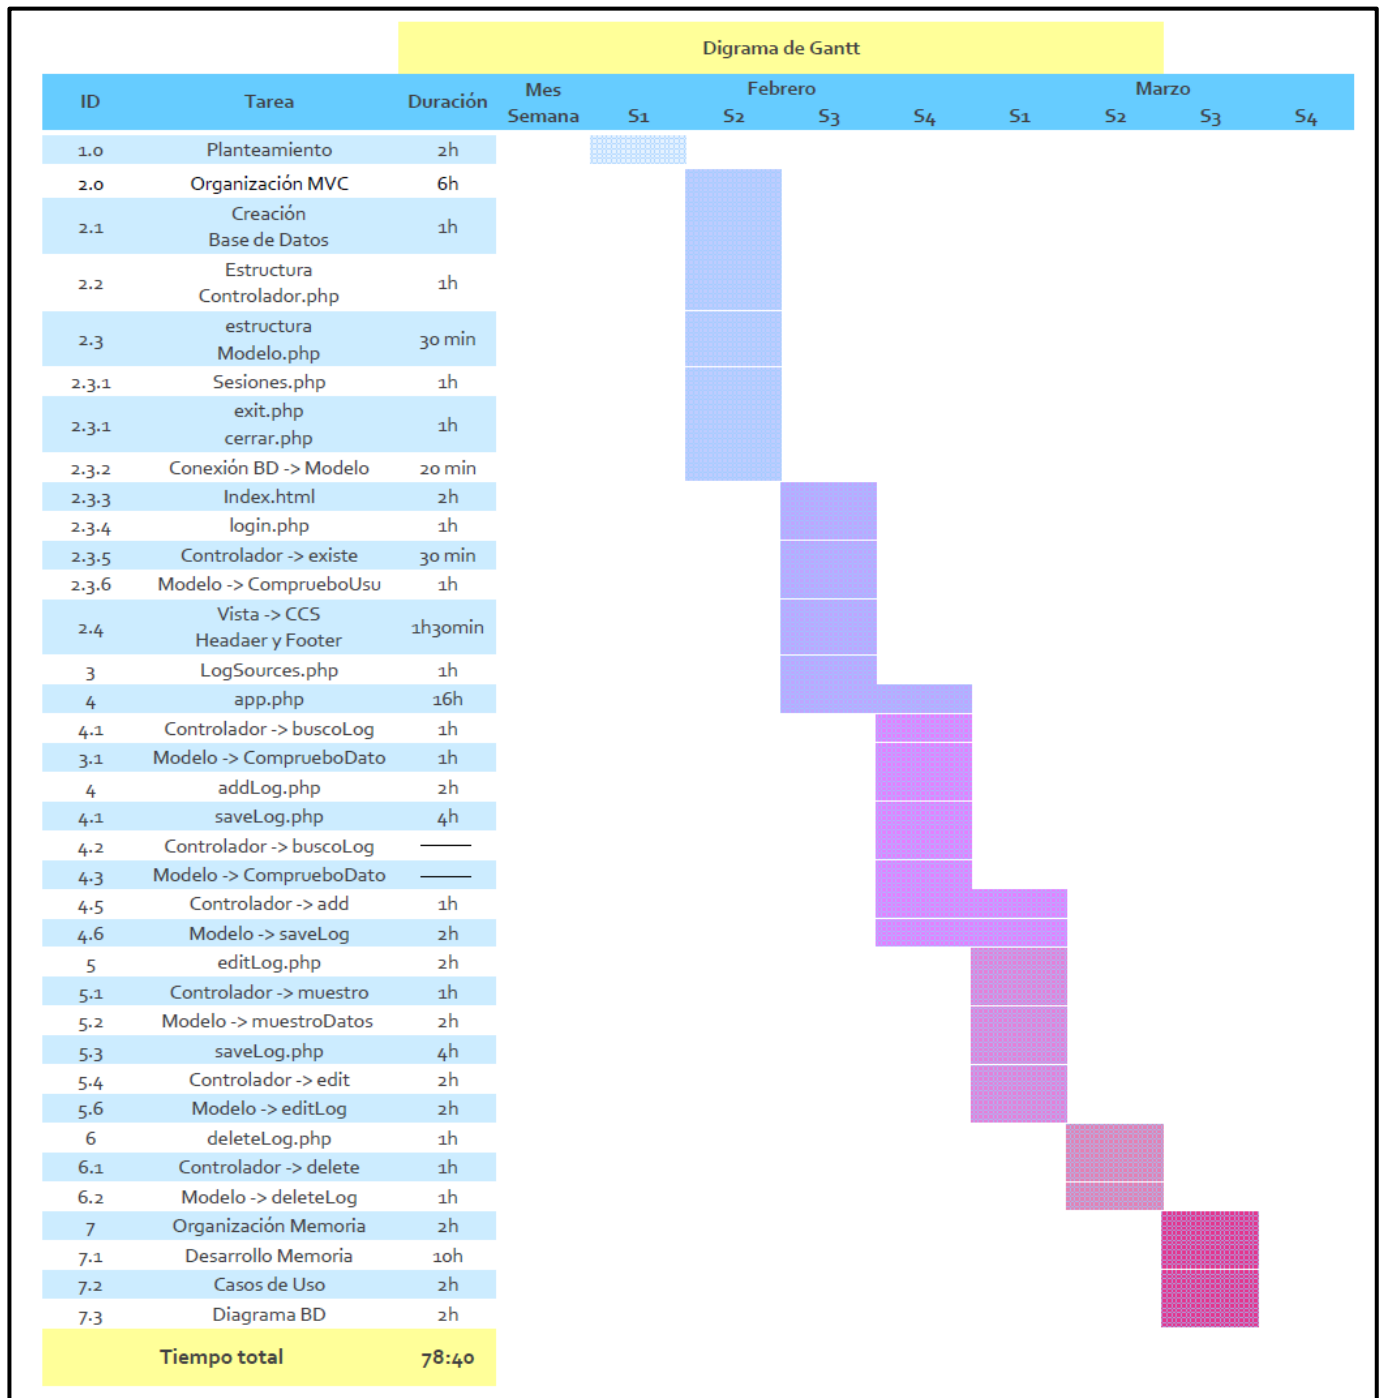 Digrama de Gantt
ID Tarea Duración Mes Febrero Marzo
Semana S1 S2 S3 S4 S1 S2 S3 S4
1.0 Planteamiento 2h
2.0 Organización MVC 6h
2.1 Creación
Base de Datos 1h
2.2 Estructura
Controlador.php 1h
2.3 estructura
Modelo.php 30 min
2.3.1 Sesiones.php 1h
2.3.1 exit.php
cerrar.php 1h
2.3.2 Conexión BD -> Modelo 20 min
2.3.3 Index.html 2h
2.3.4 login.php 1h
2.3.5 Controlador -> existe 30 min
2.3.6 Modelo -> ComprueboUsu 1h
2.4 Vista -> CCS
Headaer y Footer 1h30min
3 LogSources.php 1h
4 app.php 16h
4.1 Controlador -> buscoLog 1h
3.1 Modelo -> ComprueboDato 1h
4 addLog.php 2h
4.1 saveLog.php 4h
4.2 Controlador -> buscoLog ——
4.3 Modelo -> ComprueboDato ——
4.5 Controlador -> add 1h
4.6 Modelo -> saveLog 2h
5 editLog.php 2h
5.1 Controlador -> muestro 1h
5.2 Modelo -> muestroDatos 2h
5.3 saveLog.php 4h
5.4 Controlador -> edit 2h
5.6 Modelo -> editLog 2h
6 deleteLog.php 1h
6.1 Controlador -> delete 1h
6.2 Modelo -> deleteLog 1h
7 Organización Memoria 2h
7.1 Desarrollo Memoria 10h
7.2 Casos de Uso 2h
7.3 Diagrama BD 2h
Tiempo total 78:40